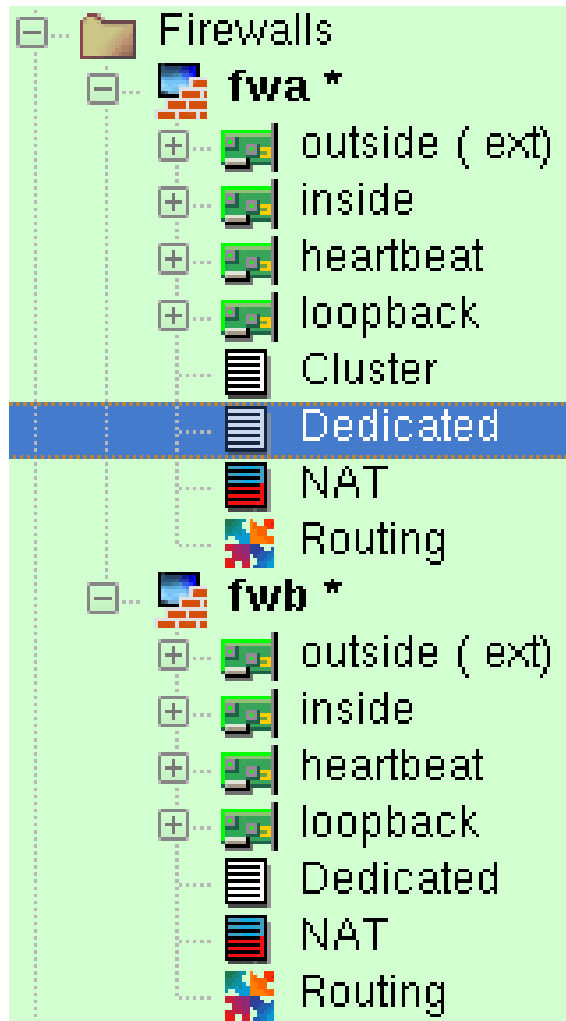 Firewalls
fwa *
outside ( ext)
inside
heartbeat
loopback
Cluster
Dedicated
NAT
Routing
fwb *
outside ( ext)
inside
heartbeat
loopback
Dedicated
NAT
Routing